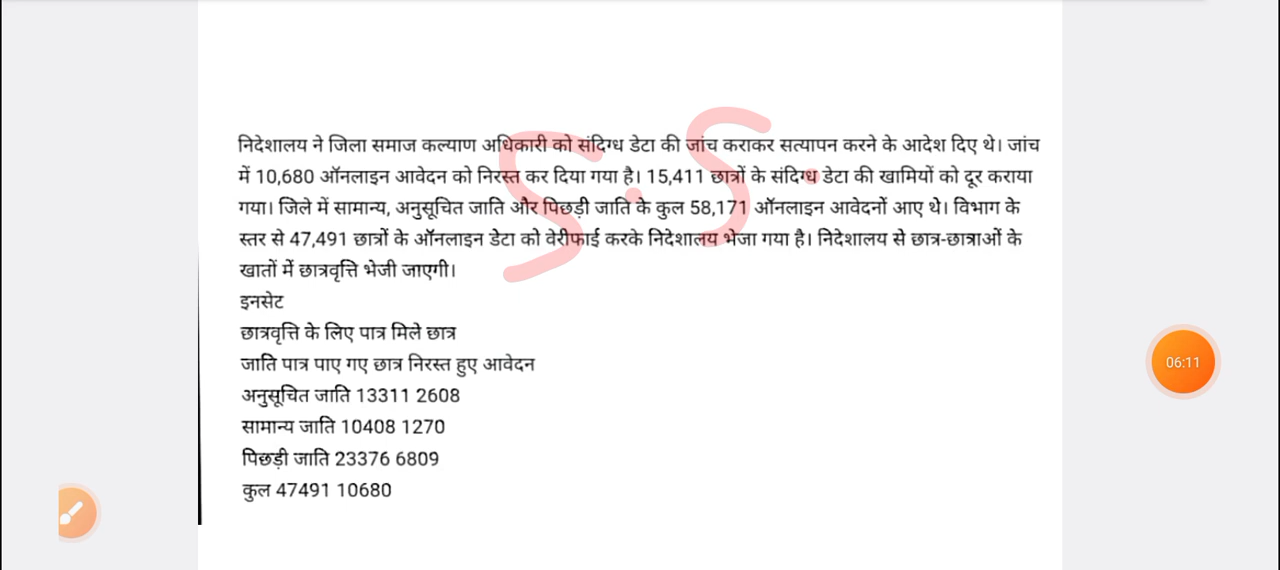 निदेशालय ने जिला समाज कल्याण अधिकारी को संदिग्ध डेटा की जांच कराकर सत्यापन करने के आदेश दिए थे। जांच
में 10,680 ऑनलाइन आवेदन को निरस्त कर दिया गया है। 15,411 छात्रों के संदिग्ध डेटा की खामियों को दूर कराया
गया। जिले में सामान्य, अनुसूचित जाति और पिछड़ी जाति के कुल 58,171 ऑनलाइन आवेदनों आए थे। विभाग के
स्तर से 47,491 छात्रों के ऑनलाइन डेटा को वेरीफाई करके निदेशालय भेजा गया है। निदेशालय से छात्र-छात्राओं के
खातों में छात्रवृत्ति भेजी जाएगी।
इनसेट
छात्रवृत्ति के लिए पात्र मिले छात्र
जाति पात्र पाए गए छात्र निरस्त हुए आवेदन
अनुसूचित जाति 13311 2608
सामान्य जाति 10408 1270
पिछड़ी जाति 23376 6809
कुल 47491 10680
S.S.
06:11